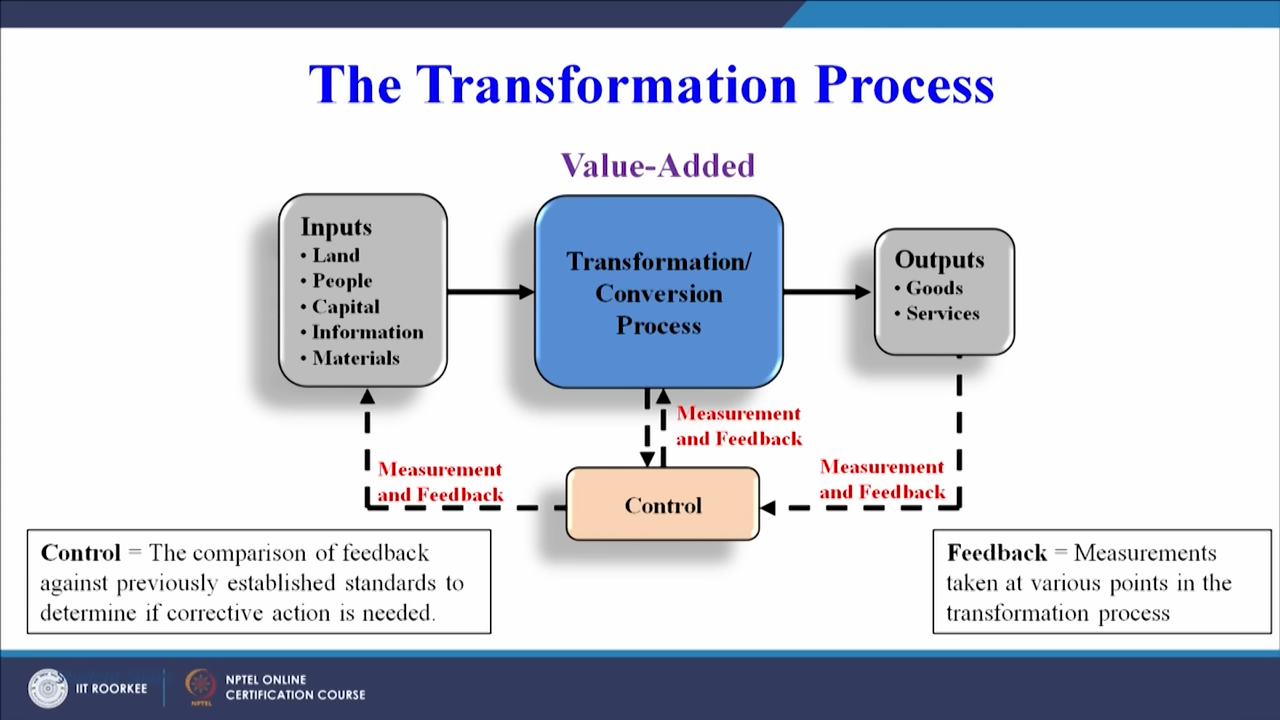 The Transformation Process
Value-Added
Inputs
• Land
• People
• Capital
• Information
• Materials
Transformation/
Conversion
Process
Outputs
• Goods
• Services
Measurement
and Feedback
Measurement
and Feedback
Measurement
and Feedback
Control
Control = The comparison of feedback
against previously established standards to
determine if corrective action is needed.
Feedback = Measurements
taken at various points in the
transformation process
IIT ROORKEE
NPTEL
NPTEL ONLINE
CERTIFICATION COURSE